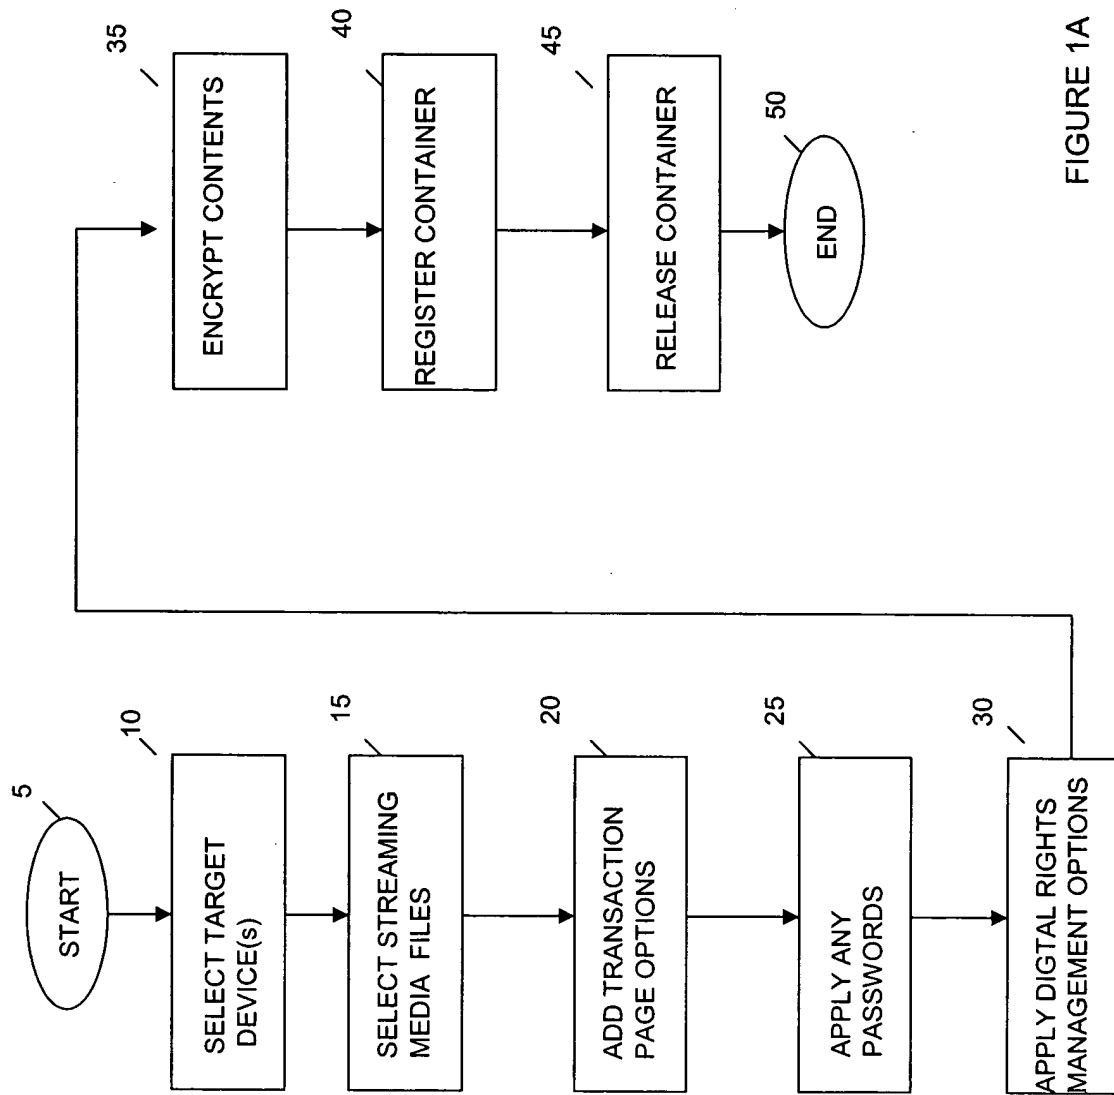 5
START
10
SELECT TARGET
DEVICE(s)
15
SELECT STREAMING
MEDIA FILES
20
ADD TRANSACTION
PAGE OPTIONS
25
APPLY ANY
PASSWORDS
30
APPLY DIGTAL RIGHTS
MANAGEMENT OPTIONS
35
ENCRYPT CONTENTS
40
REGISTER CONTAINER
45
RELEASE CONTAINER
50
END
FIGURE 1A